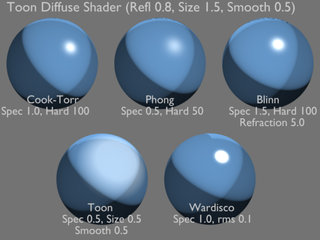 Toon Diffuse Shader (Refl 0.8, Size 1.5, Smooth 0.5)
Cook-Torr
Spec 1.0, Hard 100
Phong
Spec 0.5, Hard 50
Blinn
Spec 1.5, Hard 100
Refraction 5.0
Toon
Spec 0.5, Size 0.5
Smooth 0.5
Wardisco
Spec 1.0, rms 0.1